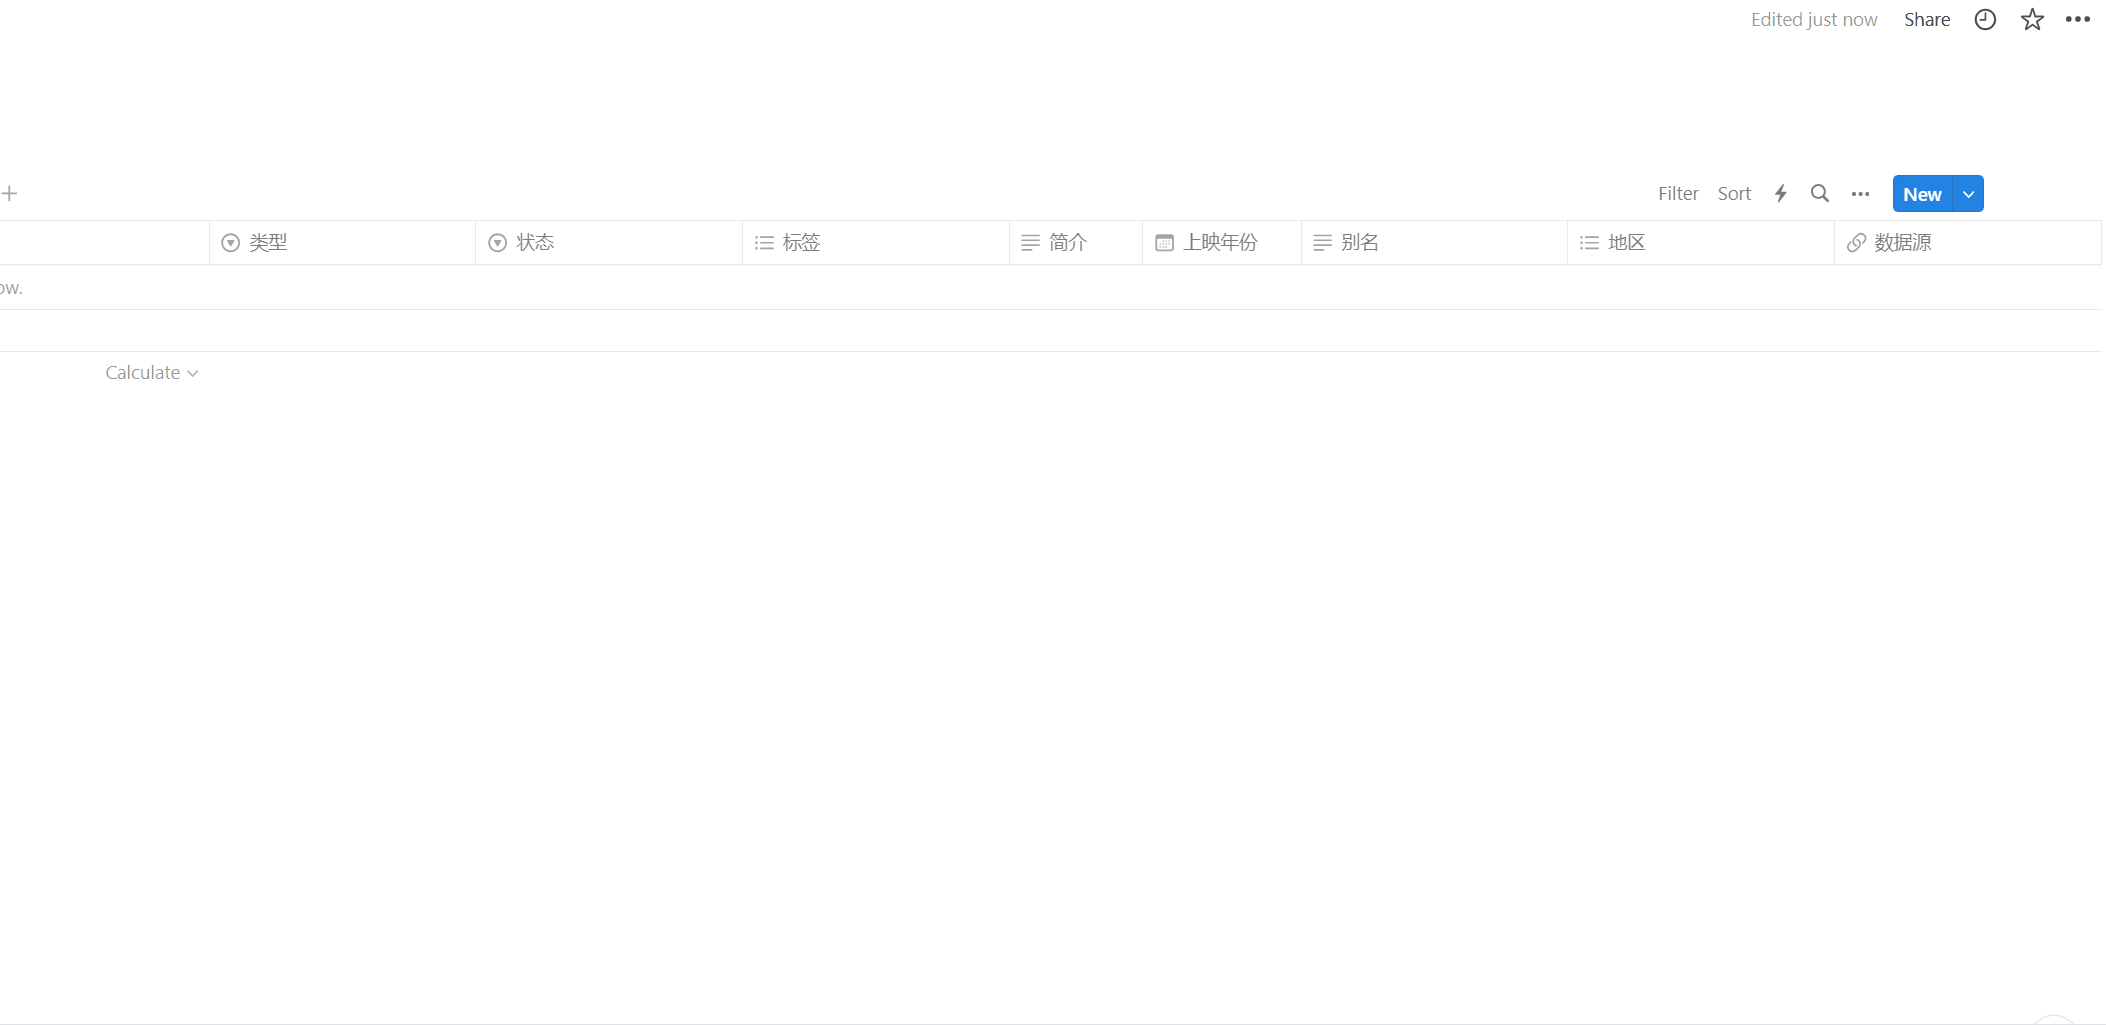 Edited just now Share
Filter Sort New
类型 状态 标签 简介 上映年份 别名 地区 数据源
ow.
Calculate